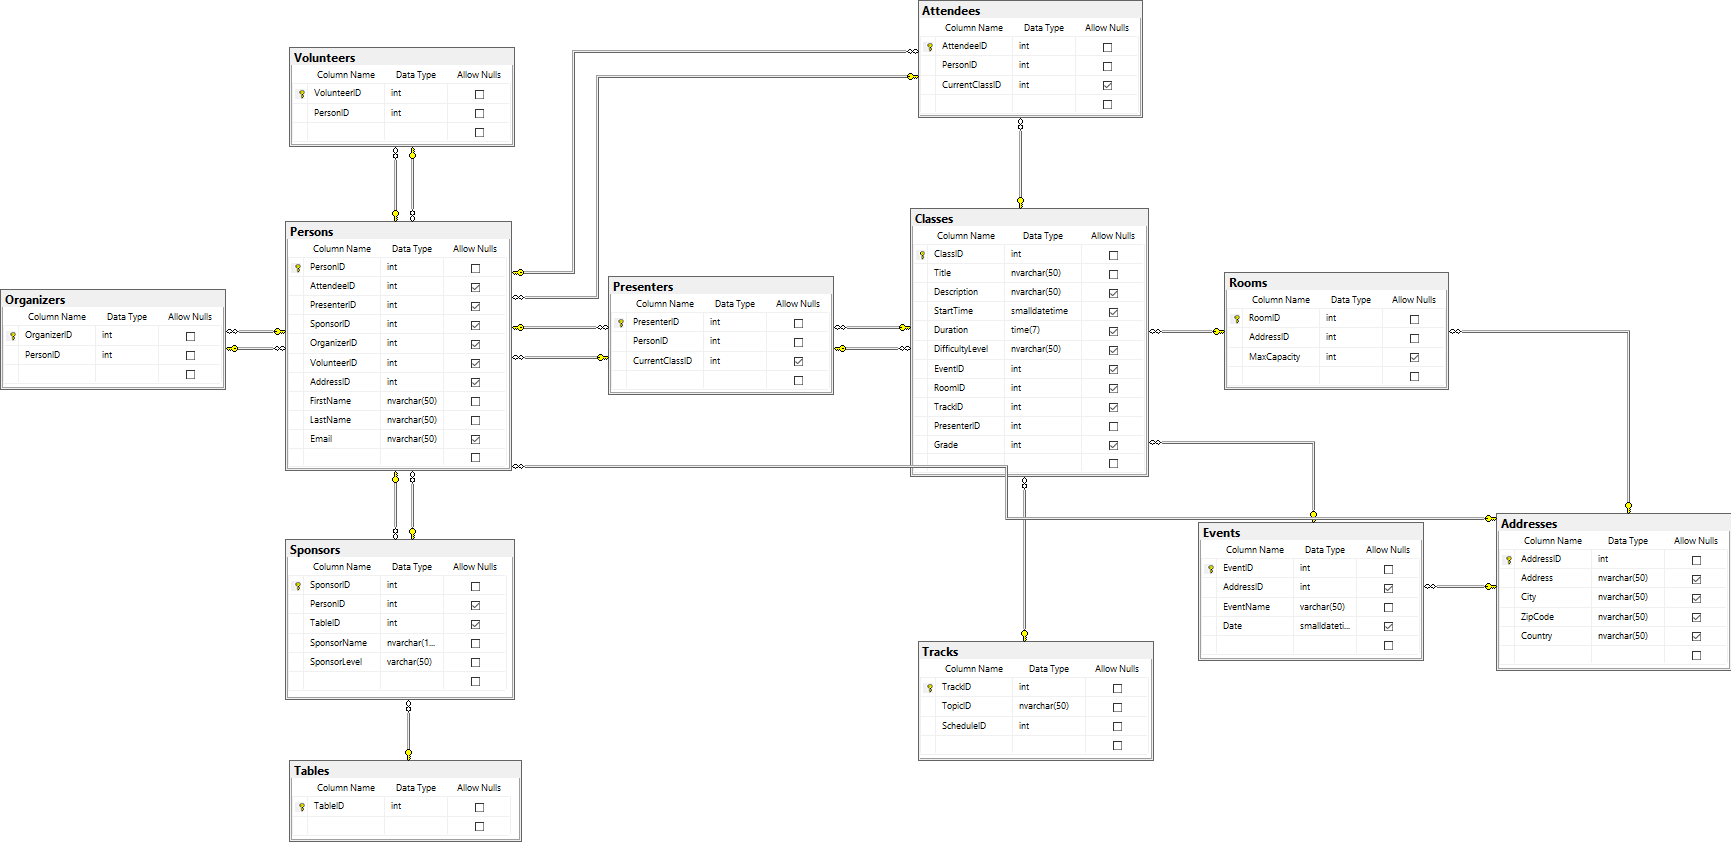 Attendees
Column Name Data Type Allow Nulls
AttendeeID int
PersonID int
CurrentClassID int
Volunteers
Column Name Data Type Allow Nulls
VolunteerID int
PersonID int
Persons
Column Name Data Type Allow Nulls
PersonID int
AttendeeID int
PresenterID int
SponsorID int
OrganizerID int
VolunteerID int
AddressID int
FirstName nvarchar(50)
LastName nvarchar(50)
Email nvarchar(50)
Organizers
Column Name Data Type Allow Nulls
OrganizerID int
PersonID int
Presenters
Column Name Data Type Allow Nulls
PresenterID int
PersonID int
CurrentClassID int
Classes
Column Name Data Type Allow Nulls
ClassID int
Title nvarchar(50)
Description nvarchar(50)
StartTime smalldatetime
Duration time(7)
DifficultyLevel nvarchar(50)
EventID int
RoomID int
TrackID int
PresenterID int
Grade int
Rooms
Column Name Data Type Allow Nulls
RoomID int
AddressID int
MaxCapacity int
Sponsors
Column Name Data Type Allow Nulls
SponsorID int
PersonID int
TableID int
SponsorName nvarchar(1...
SponsorLevel varchar(50)
Events
Column Name Data Type Allow Nulls
EventID int
AddressID int
EventName varchar(50)
Date smalldateti...
Addresses
Column Name Data Type Allow Nulls
AddressID int
Address nvarchar(50)
City nvarchar(50)
ZipCode nvarchar(50)
Country nvarchar(50)
Tracks
Column Name Data Type Allow Nulls
TrackID int
TopicID nvarchar(50)
ScheduleID int
Tables
Column Name Data Type Allow Nulls
TableID int